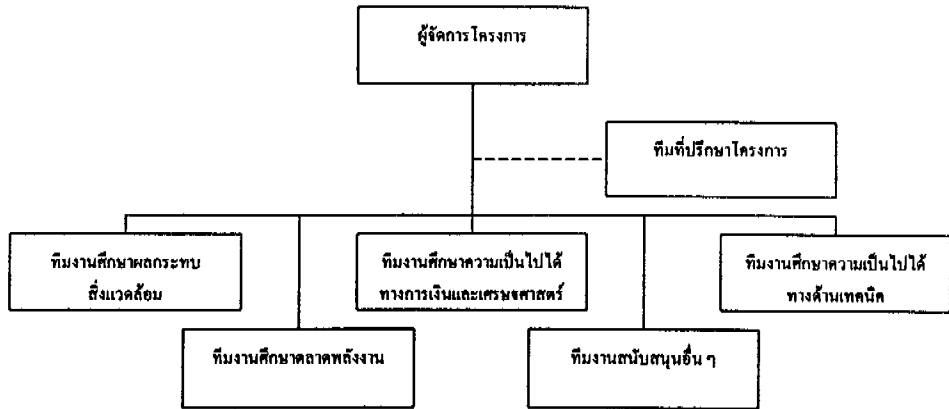 ผู้จัดการโครงการ
ทีมที่ปรึกษาโครงการ
ทีมงานศึกษาผลกระทบ
สิ่งแวดล้อม
ทีมงานศึกษาความเป็นไปได้
ทางการเงินและเศรษฐศาสตร์
ทีมงานศึกษาความเป็นไปได้
ทางด้านเทคนิค
ทีมงานศึกษาตลาดพลังงาน
ทีมงานสนับสนุนอื่น ๆ